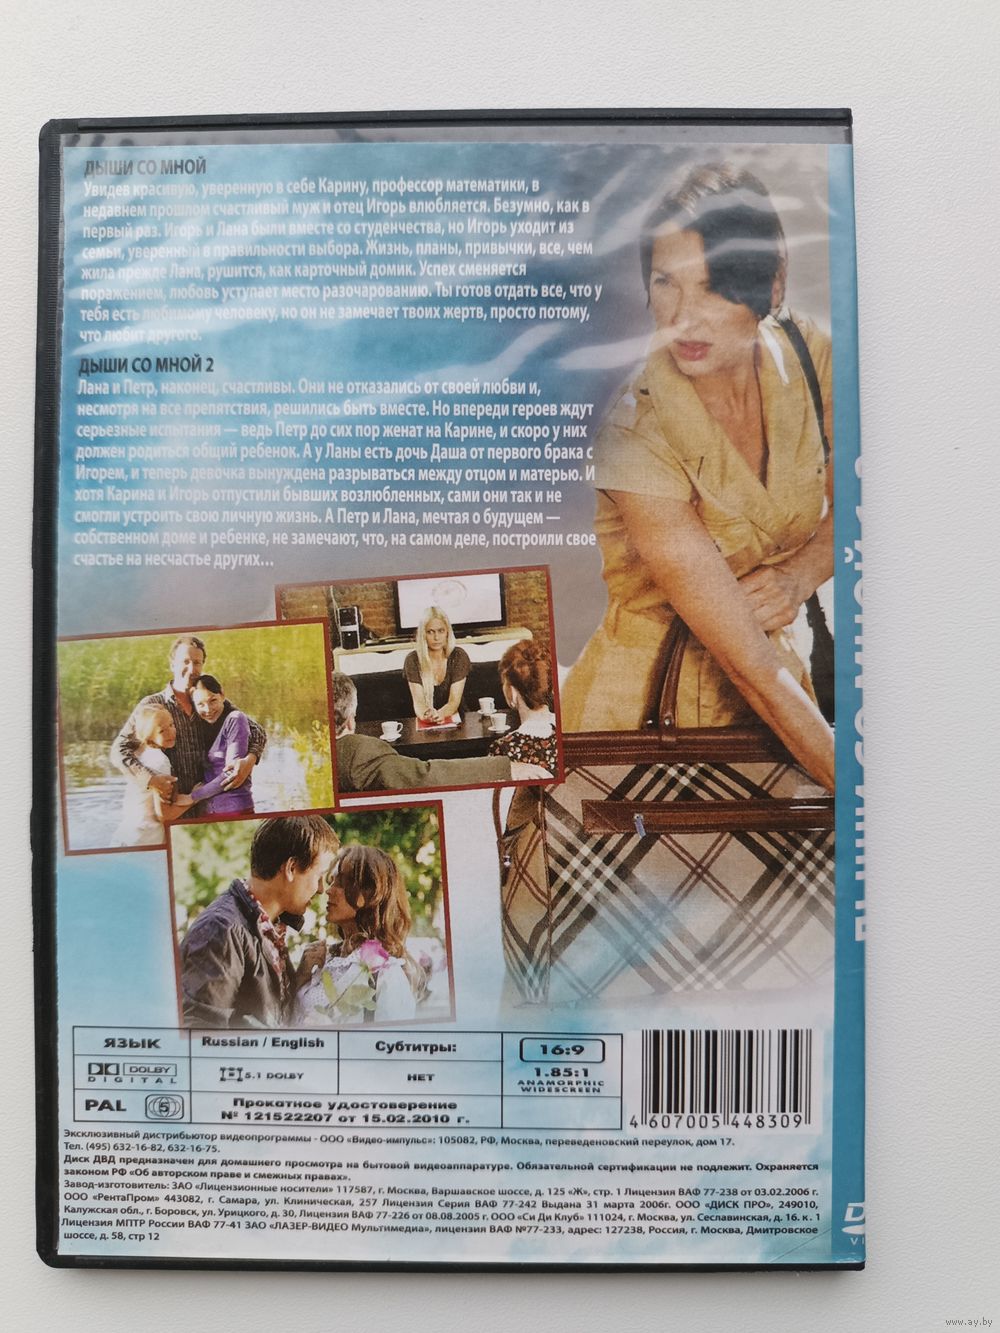 ДЫШИ СО МНОЙ
Увидев красивую, уверенную в себе Карину, профессор математики, в
недавнем прошлом счастливый муж и отец Игорь влюбляется. Безумно, как в
первый раз. Игорь и Лана были вместе со студенчества, но Игорь уходит из
семьи, уверенный в правильности выбора. Жизнь, планы, привычки, все, чем
жила прежде Лана, рушится, как карточный домик. Успех сменяется
поражением, любовь уступает место разочарованию. Ты готов отдать все, что у
тебя есть любимому человеку, но он не замечает твоих жертв, просто потому,
что любит другого.
ДЫШИ СО МНОЙ 2
Лана и Петр, наконец, счастливы. Они не отказались от своей любви и,
несмотря на все препятствия, решились быть вместе. Но впереди героев ждут
серьезные испытания — ведь Петр до сих пор женат на Карине, и скоро у них
должен родиться общий ребенок. А у Ланы есть дочь Даша от первого брака с
Игорем, и теперь девочка вынуждена разрываться между отцом и матерью. И
хотя Карина и Игорь отпустили бывших возлюбленных, сами они так и не
смогли устроить свою личную жизнь. А Петр и Лана, мечтая о будущем —
собственном доме и ребенке, не замечают, что, на самом деле, построили свое
счастье на несчастье других...
ЯЗЫК
Russian / English
Субтитры:
16:9
DOLBY
DIGITAL
5.1 DOLBY
НЕТ
1.85:1
ANAMORPHIC
WIDESCREEN
PAL
5
Прокатное удостоверение
№ 121522207 от 15.02.2010 г.
4 607005 448309
Эксклюзивный дистрибьютор видеопрограммы - ООО «Видео-импульс»: 105082, РФ, Москва, переведеновский переулок, дом 17.
Тел. (495) 632-16-82, 632-16-75.
Диск ДВД предназначен для домашнего просмотра на бытовой видеоаппаратуре. Обязательной сертификации не подлежит. Охраняется
законом РФ «Об авторском праве и смежных правах».
Завод-изготовитель: ЗАО «Лицензионные носители» 117587, г. Москва, Варшавское шоссе, д. 125 «Ж», стр. 1 Лицензия ВАФ 77-238 от 03.02.2006 г.
ООО «РентаПром» 443082, г. Самара, ул. Клиническая, 257 Лицензия Серия ВАФ 77-242 Выдана 31 марта 2006г. ООО «ДИСК ПРО», 249010,
Калужская обл., г. Боровск, ул. Урицкого, д. 30, Лицензия ВАФ 77-226 от 08.08.2005 г. ООО «Си Ди Клуб» 111024, г. Москва, ул. Сеславинская, д. 16. к. 1
Лицензия МПТР России ВАФ 77-41 ЗАО «ЛАЗЕР-ВИДЕО Мультимедиа», лицензия ВАФ №77-233, адрес: 127238, Россия, г. Москва, Дмитровское
шоссе, д. 58, стр 12
www.ay.by